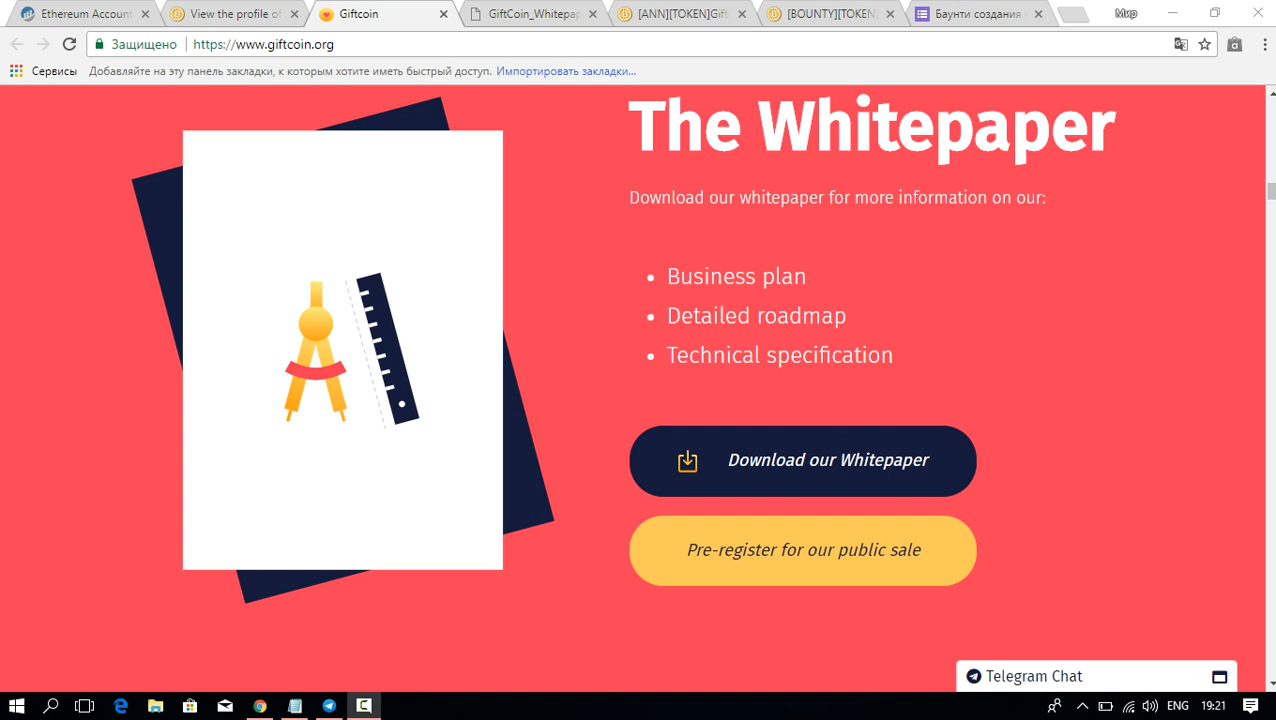 Ethereum Account
View the profile of
Giftcoin
GiftCoin_Whitepap
[ANN][TOKEN]Gift
[BOUNTY][TOKEN]
Баунти создания
Мир
Защищено
https://www.giftcoin.org
Сервисы
Добавляйте на эту панель закладки, к которым хотите иметь быстрый доступ. Импортировать закладки...
The Whitepaper
Download our whitepaper for more information on our:
• Business plan
• Detailed roadmap
• Technical specification
Download our Whitepaper
Pre-register for our public sale
Telegram Chat
ENG
19:21